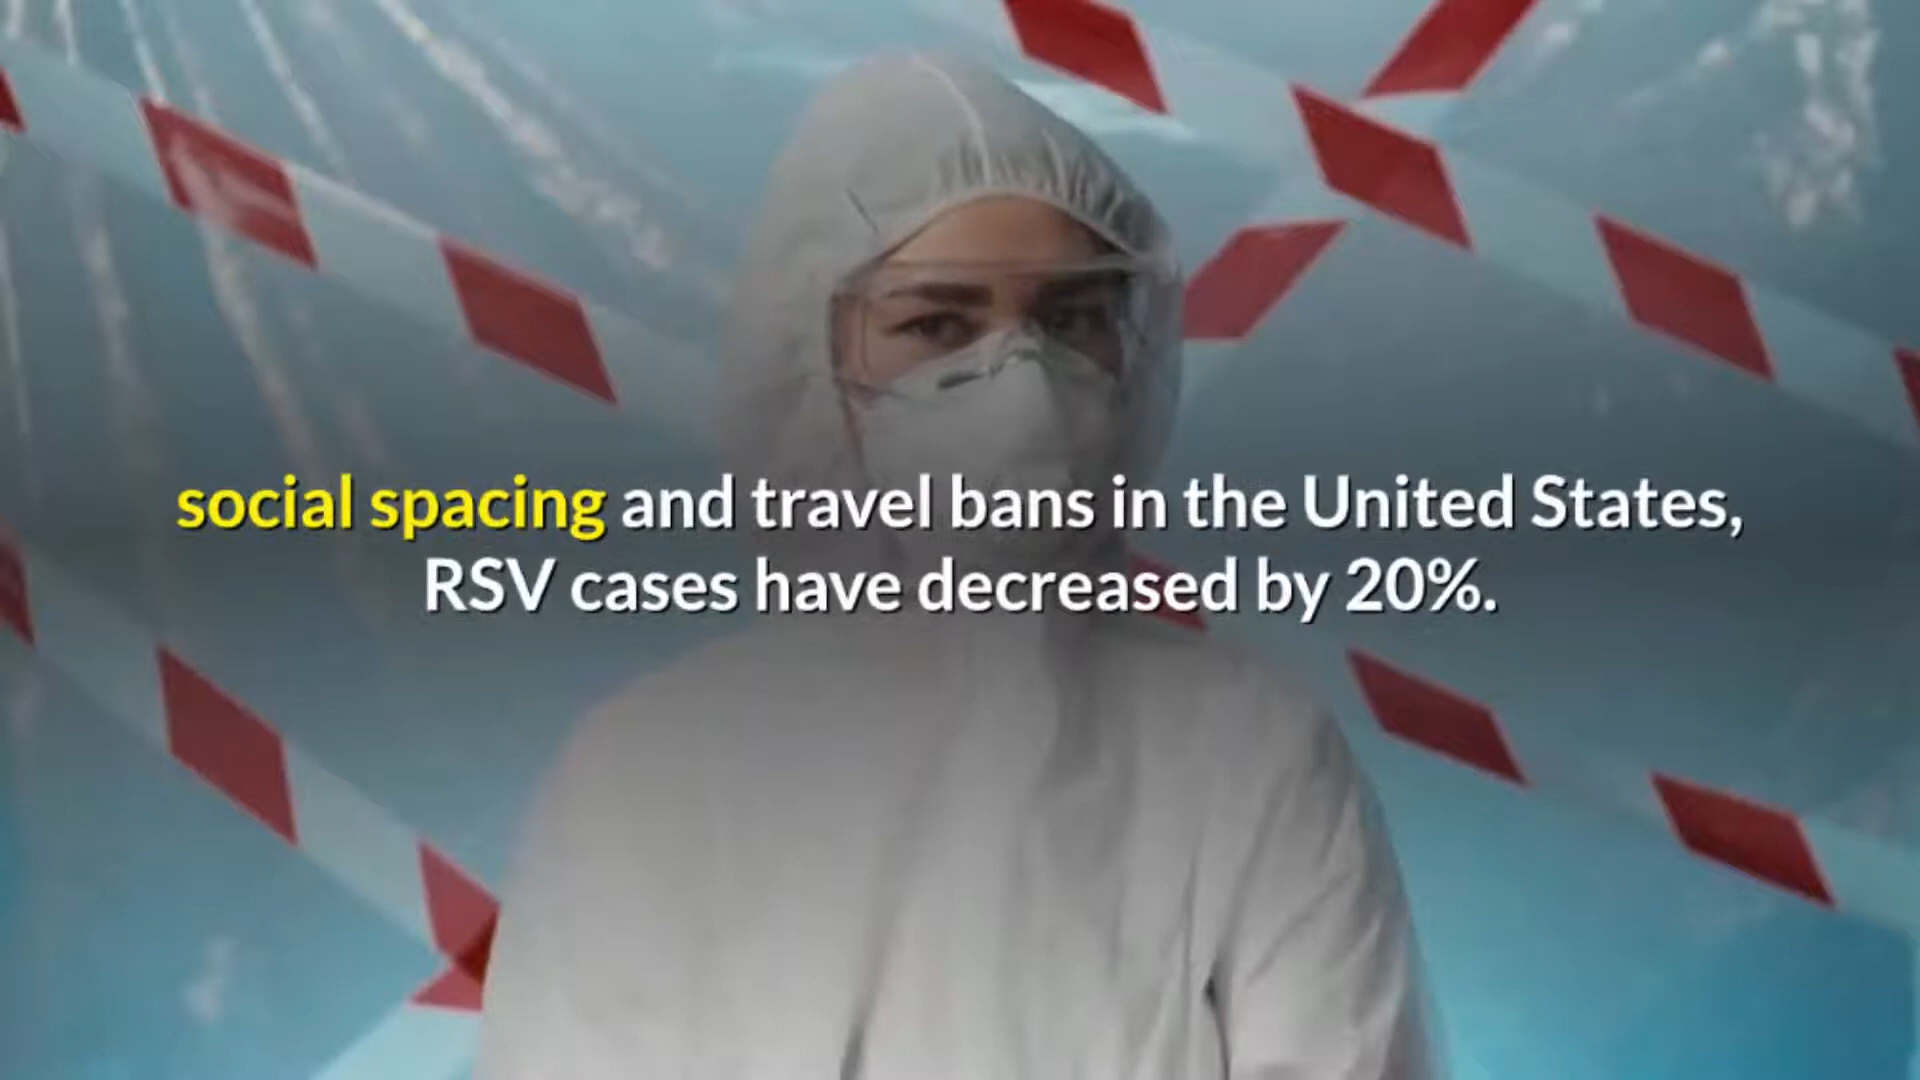 social spacing and travel bans in the United States,
RSV cases have decreased by 20%.